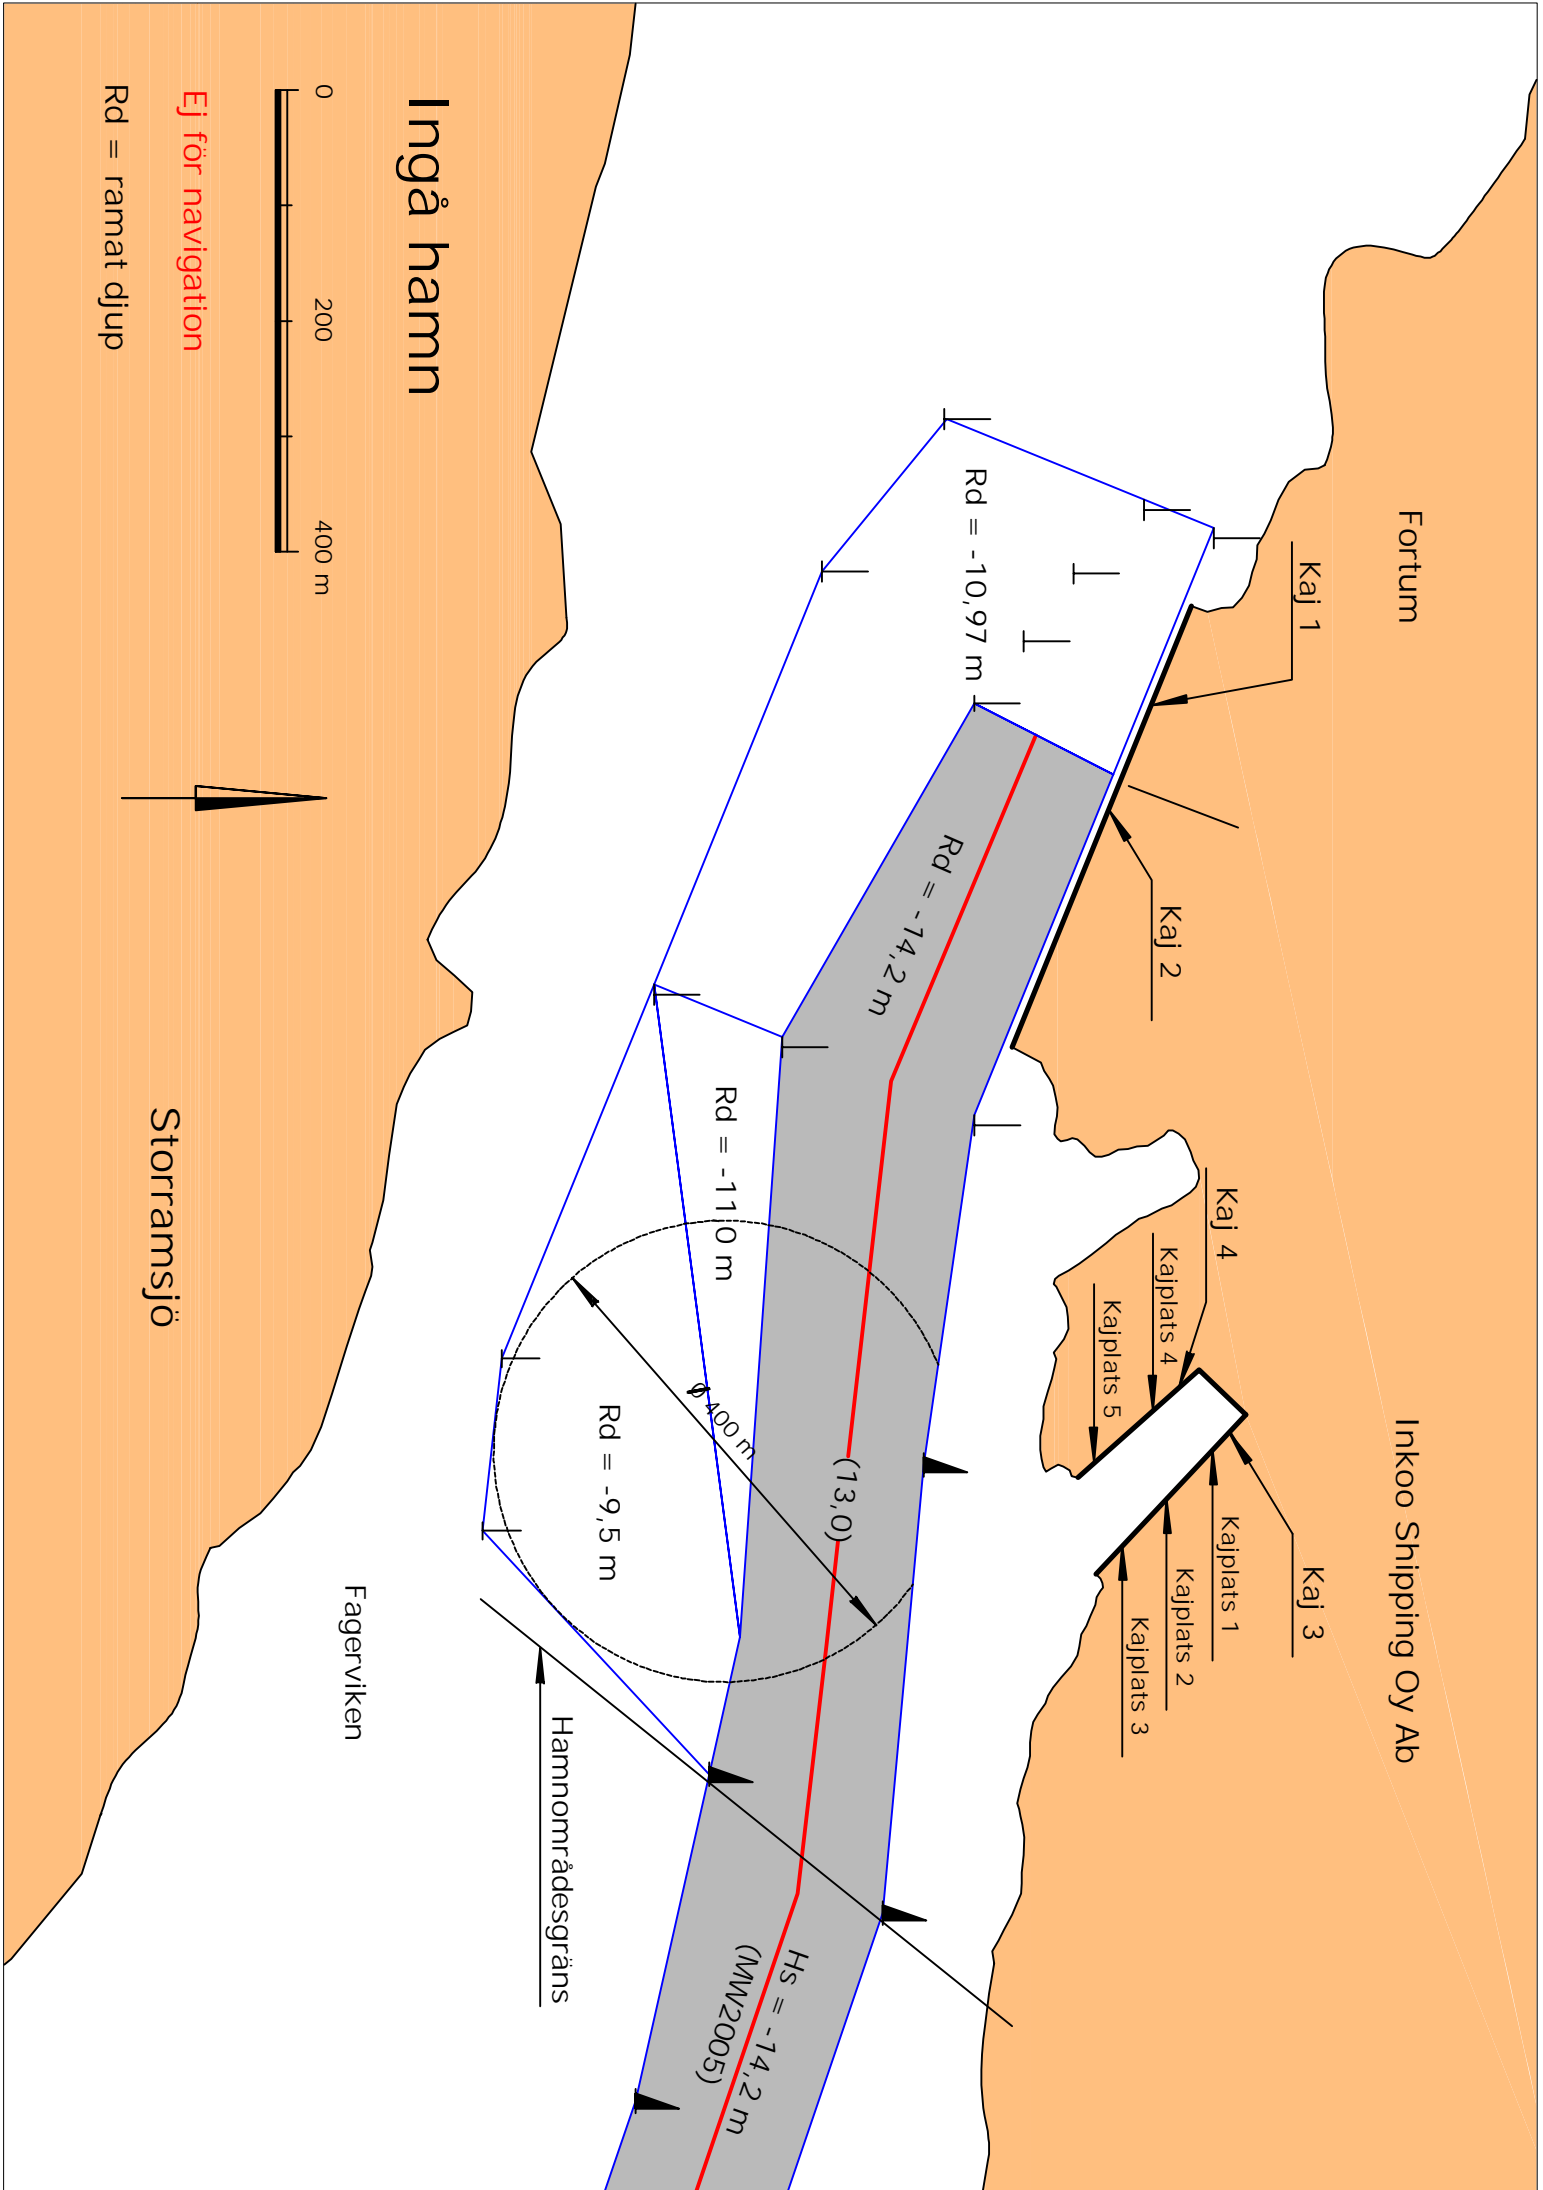 Fortum
Inkoo Shipping Oy Ab
Kaj 1
Kaj 3
Kaj 4
Kajplats 1
Kajplats 4
Kajplats 2
Kaj 2
Kajplats 5
Kajplats 3
Rd = -10,97 m
Rd = -14,2 m
(13,0)
Hs = -14,2 m
(MW2005)
Rd = -11,0 m
Ø 400 m
Rd = -9,5 m
Hamnområdesgräns
Ingå hamn
Fagerviken
0 200 400 m
Ej för navigation
Storramsjö
Rd = ramat djup